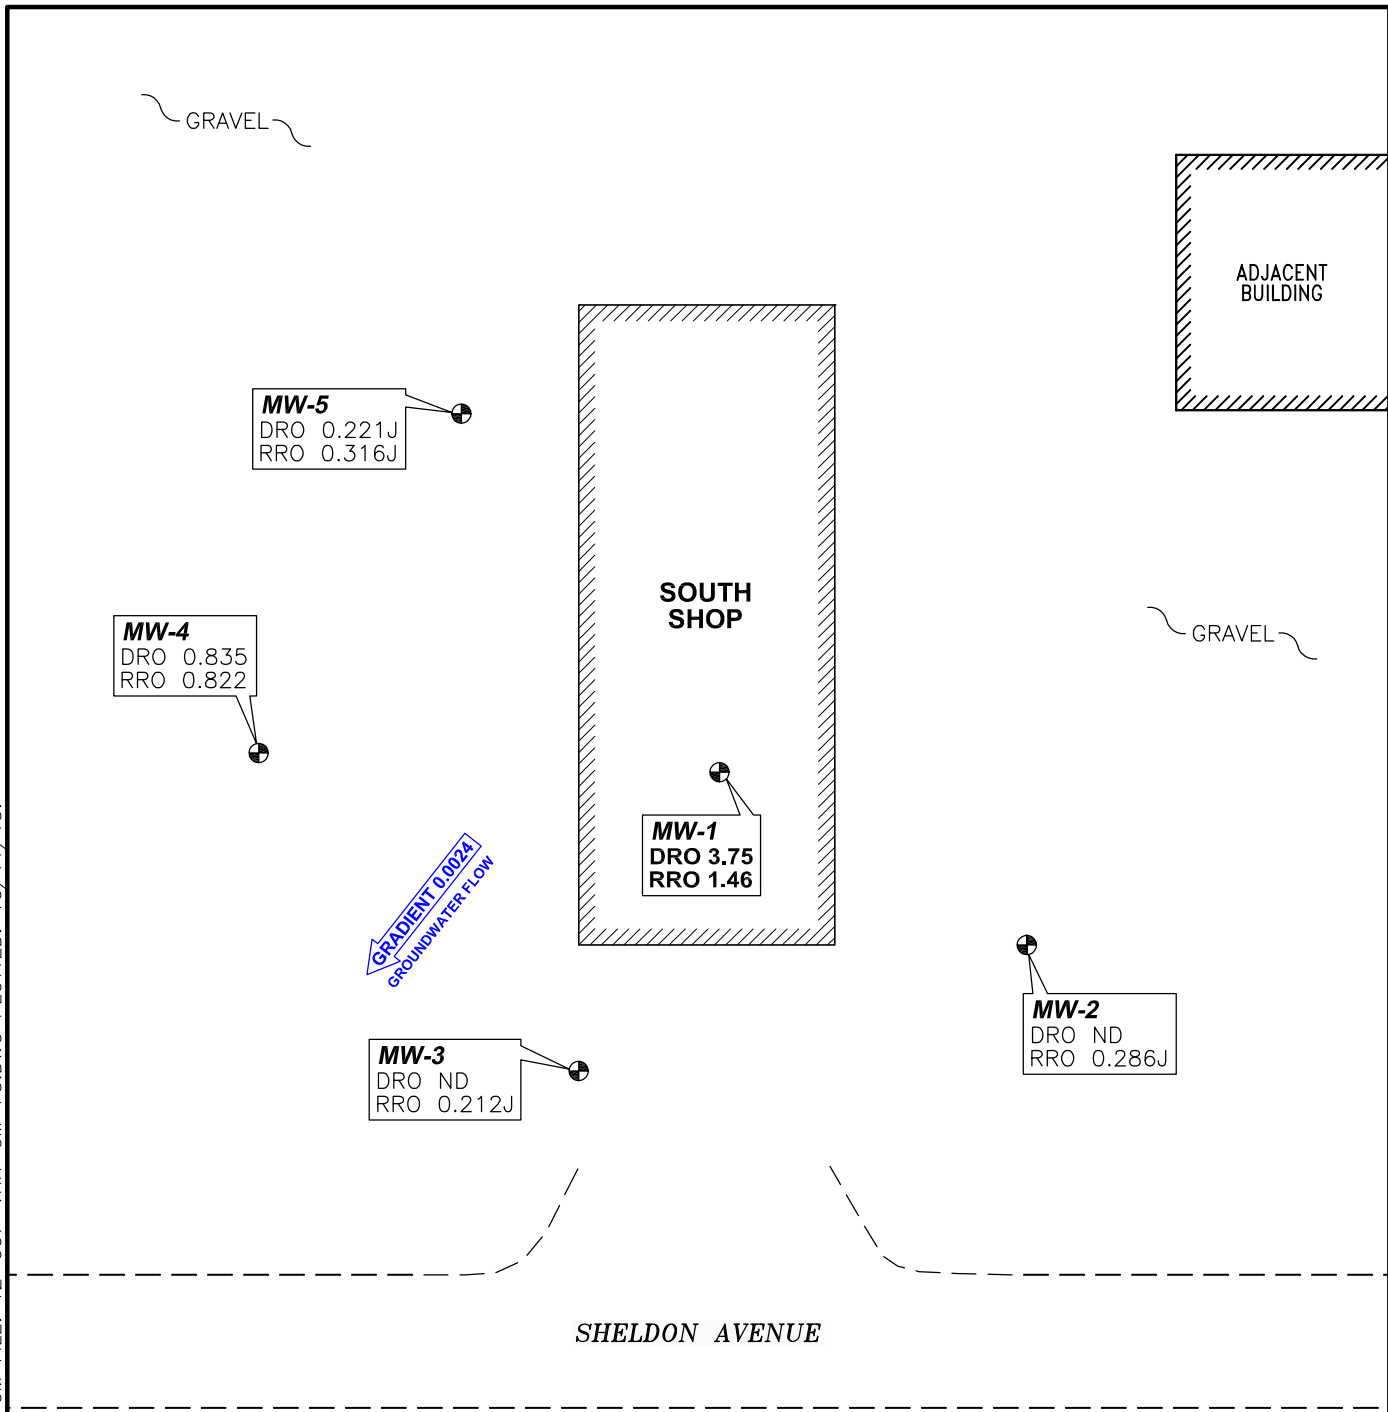 GRAVEL
ADJACENT
BUILDING
MW-5
DRO 0.221J
RRO 0.316J
SOUTH
SHOP
MW-4
DRO 0.835
RRO 0.822
GRAVEL
MW-1
DRO 3.75
RRO 1.46
GRADIENT 0.0024
GROUNDWATER FLOW
MW-2
DRO ND
RRO 0.286J
MW-3
DRO ND
RRO 0.212J
SHELDON AVENUE